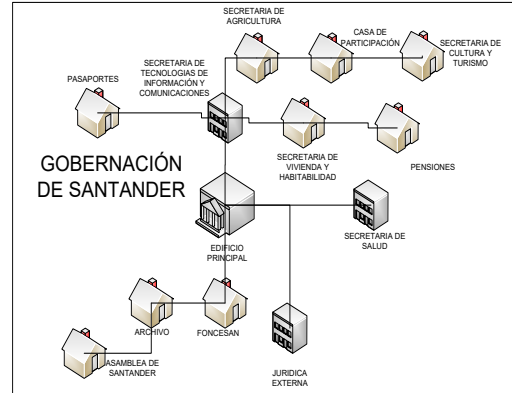 SECRETARIA DE
AGRICULTURA
CASA DE
PARTICIPACIÓN
SECRETARIA DE
CULTURA Y
TURISMO
SECRETARIA DE
TECNOLOGIAS DE
INFORMACIÓN Y
COMUNICACIONES
PASAPORTES
GOBERNACIÓN
DE SANTANDER
SECRETARIA DE
VIVIENDA Y
HABITABILIDAD
PENSIONES
EDIFICIO
PRINCIPAL
SECRETARIA DE
SALUD
ARCHIVO
FONCESAN
ASAMBLEA DE
SANTANDER
JURIDICA
EXTERNA